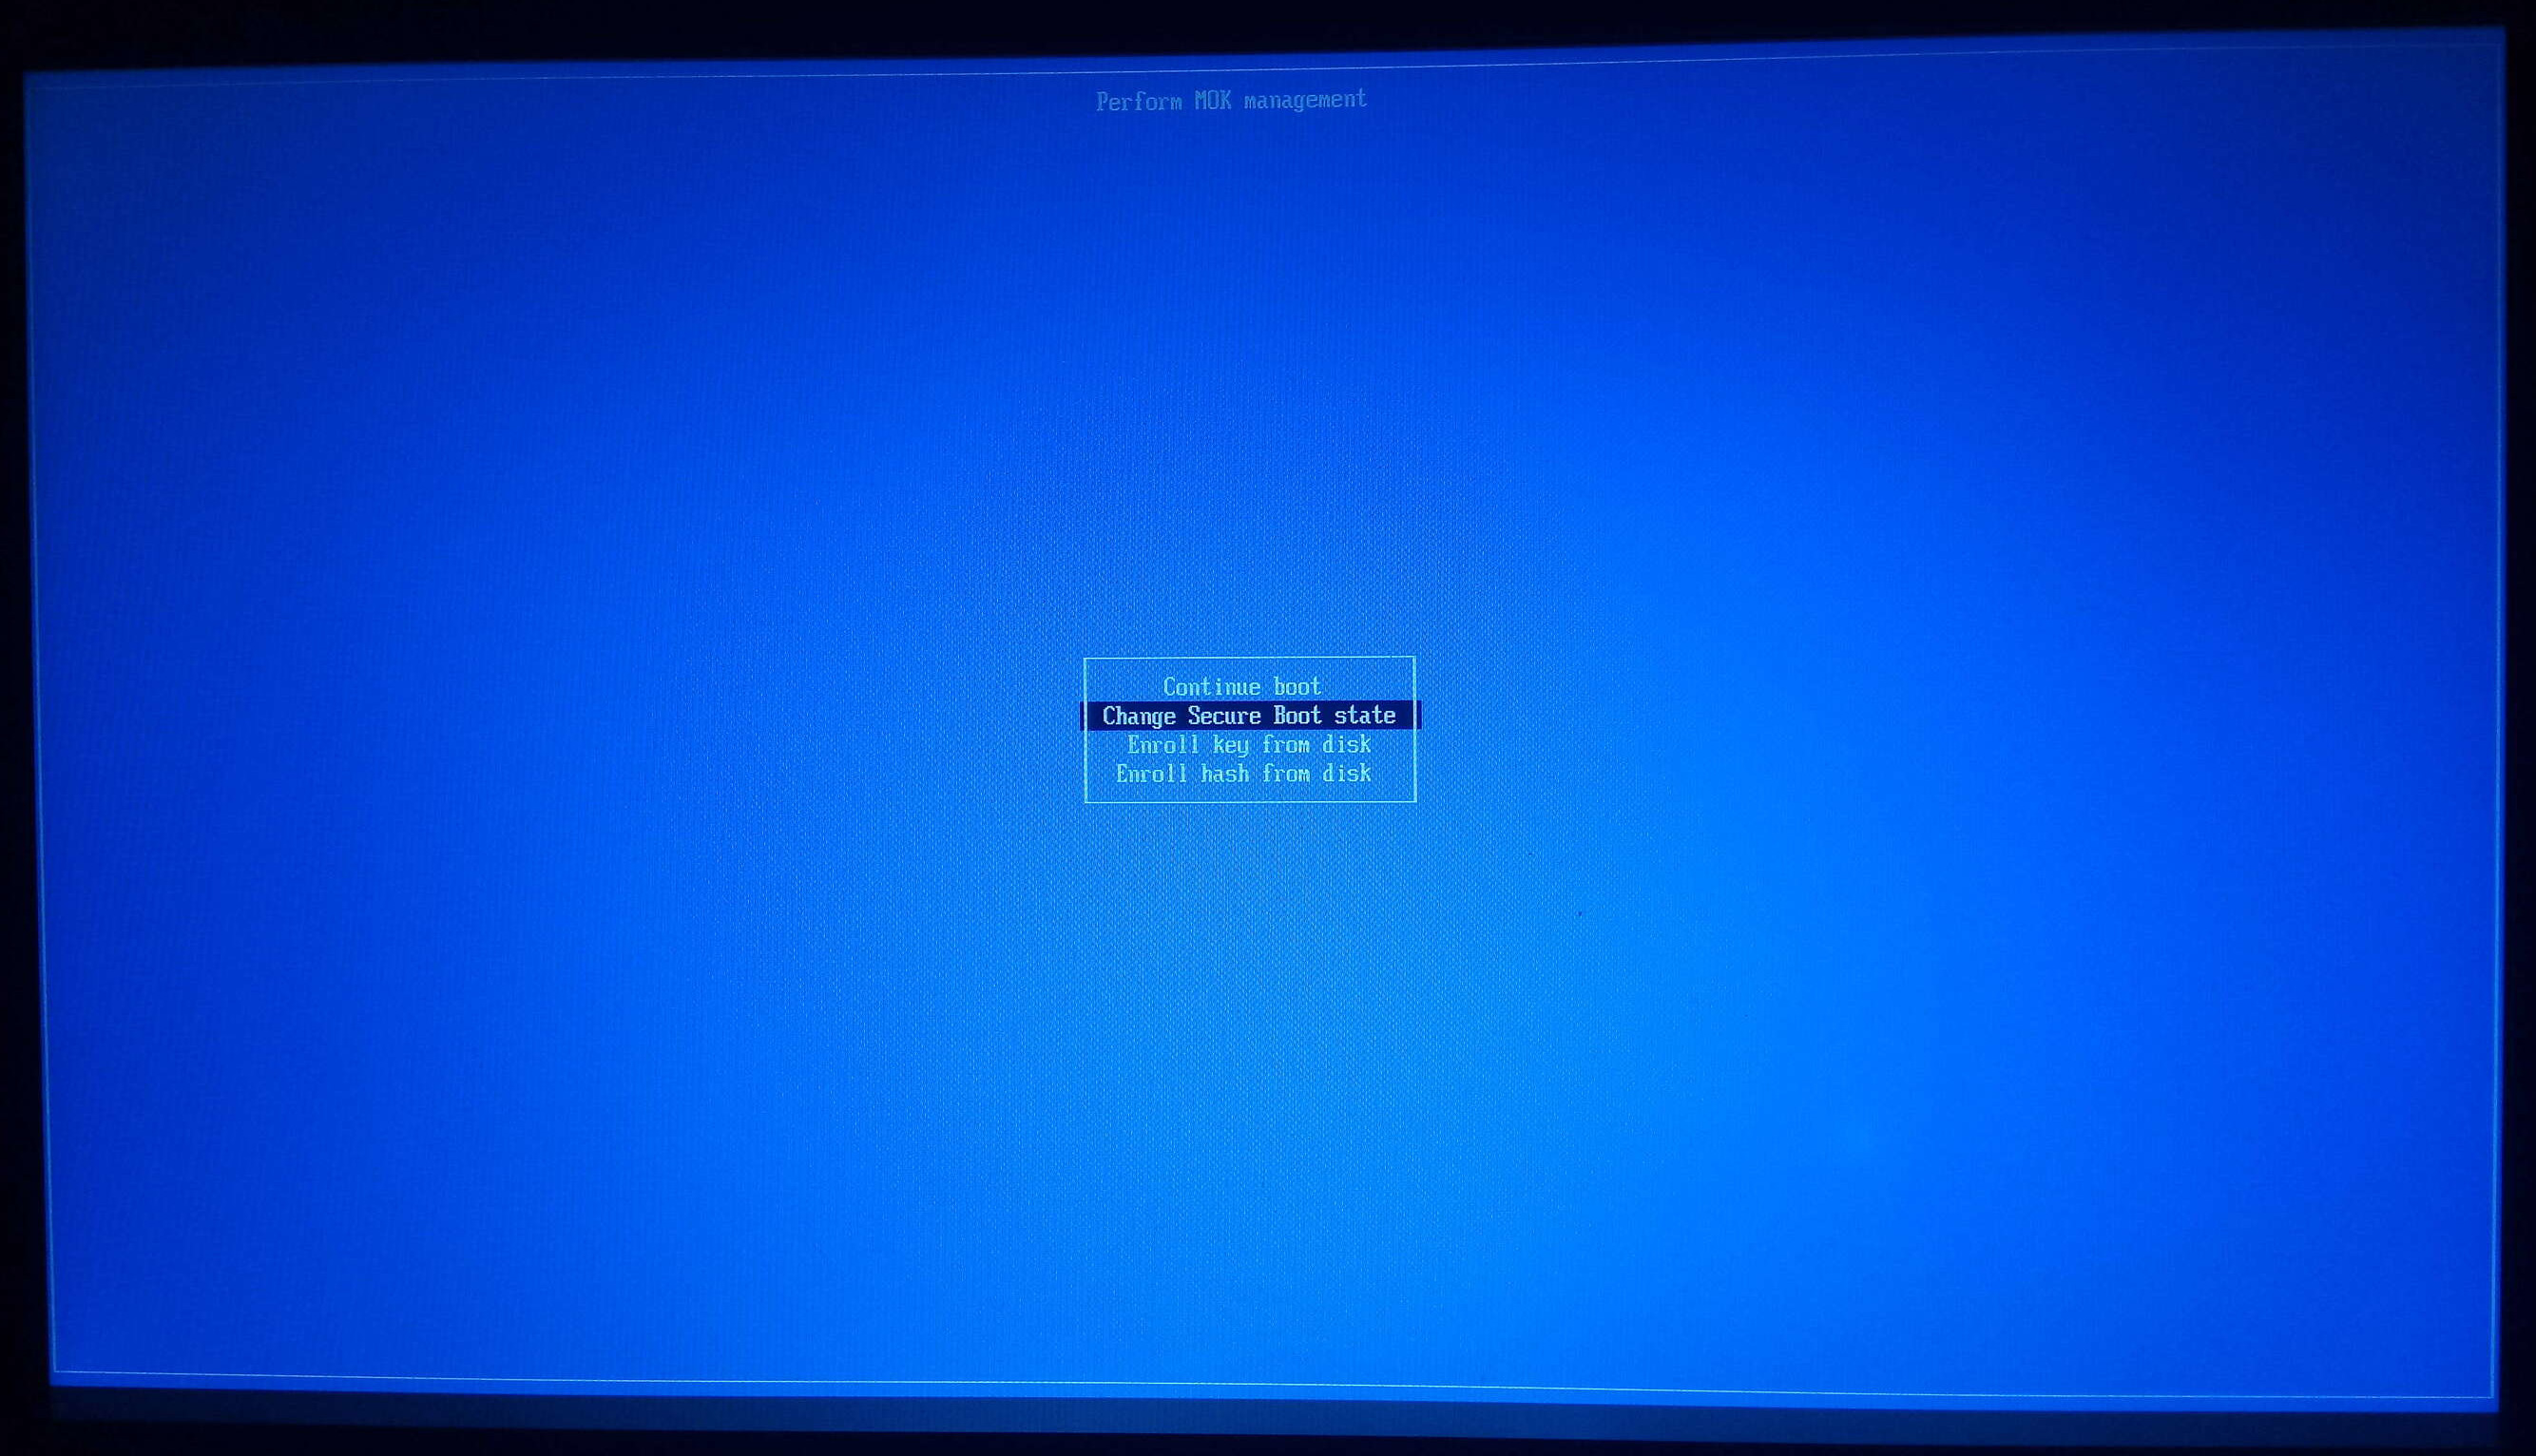 Perform MOK management
Continue boot
Change Secure Boot state
Enroll key from disk
Enroll hash from disk